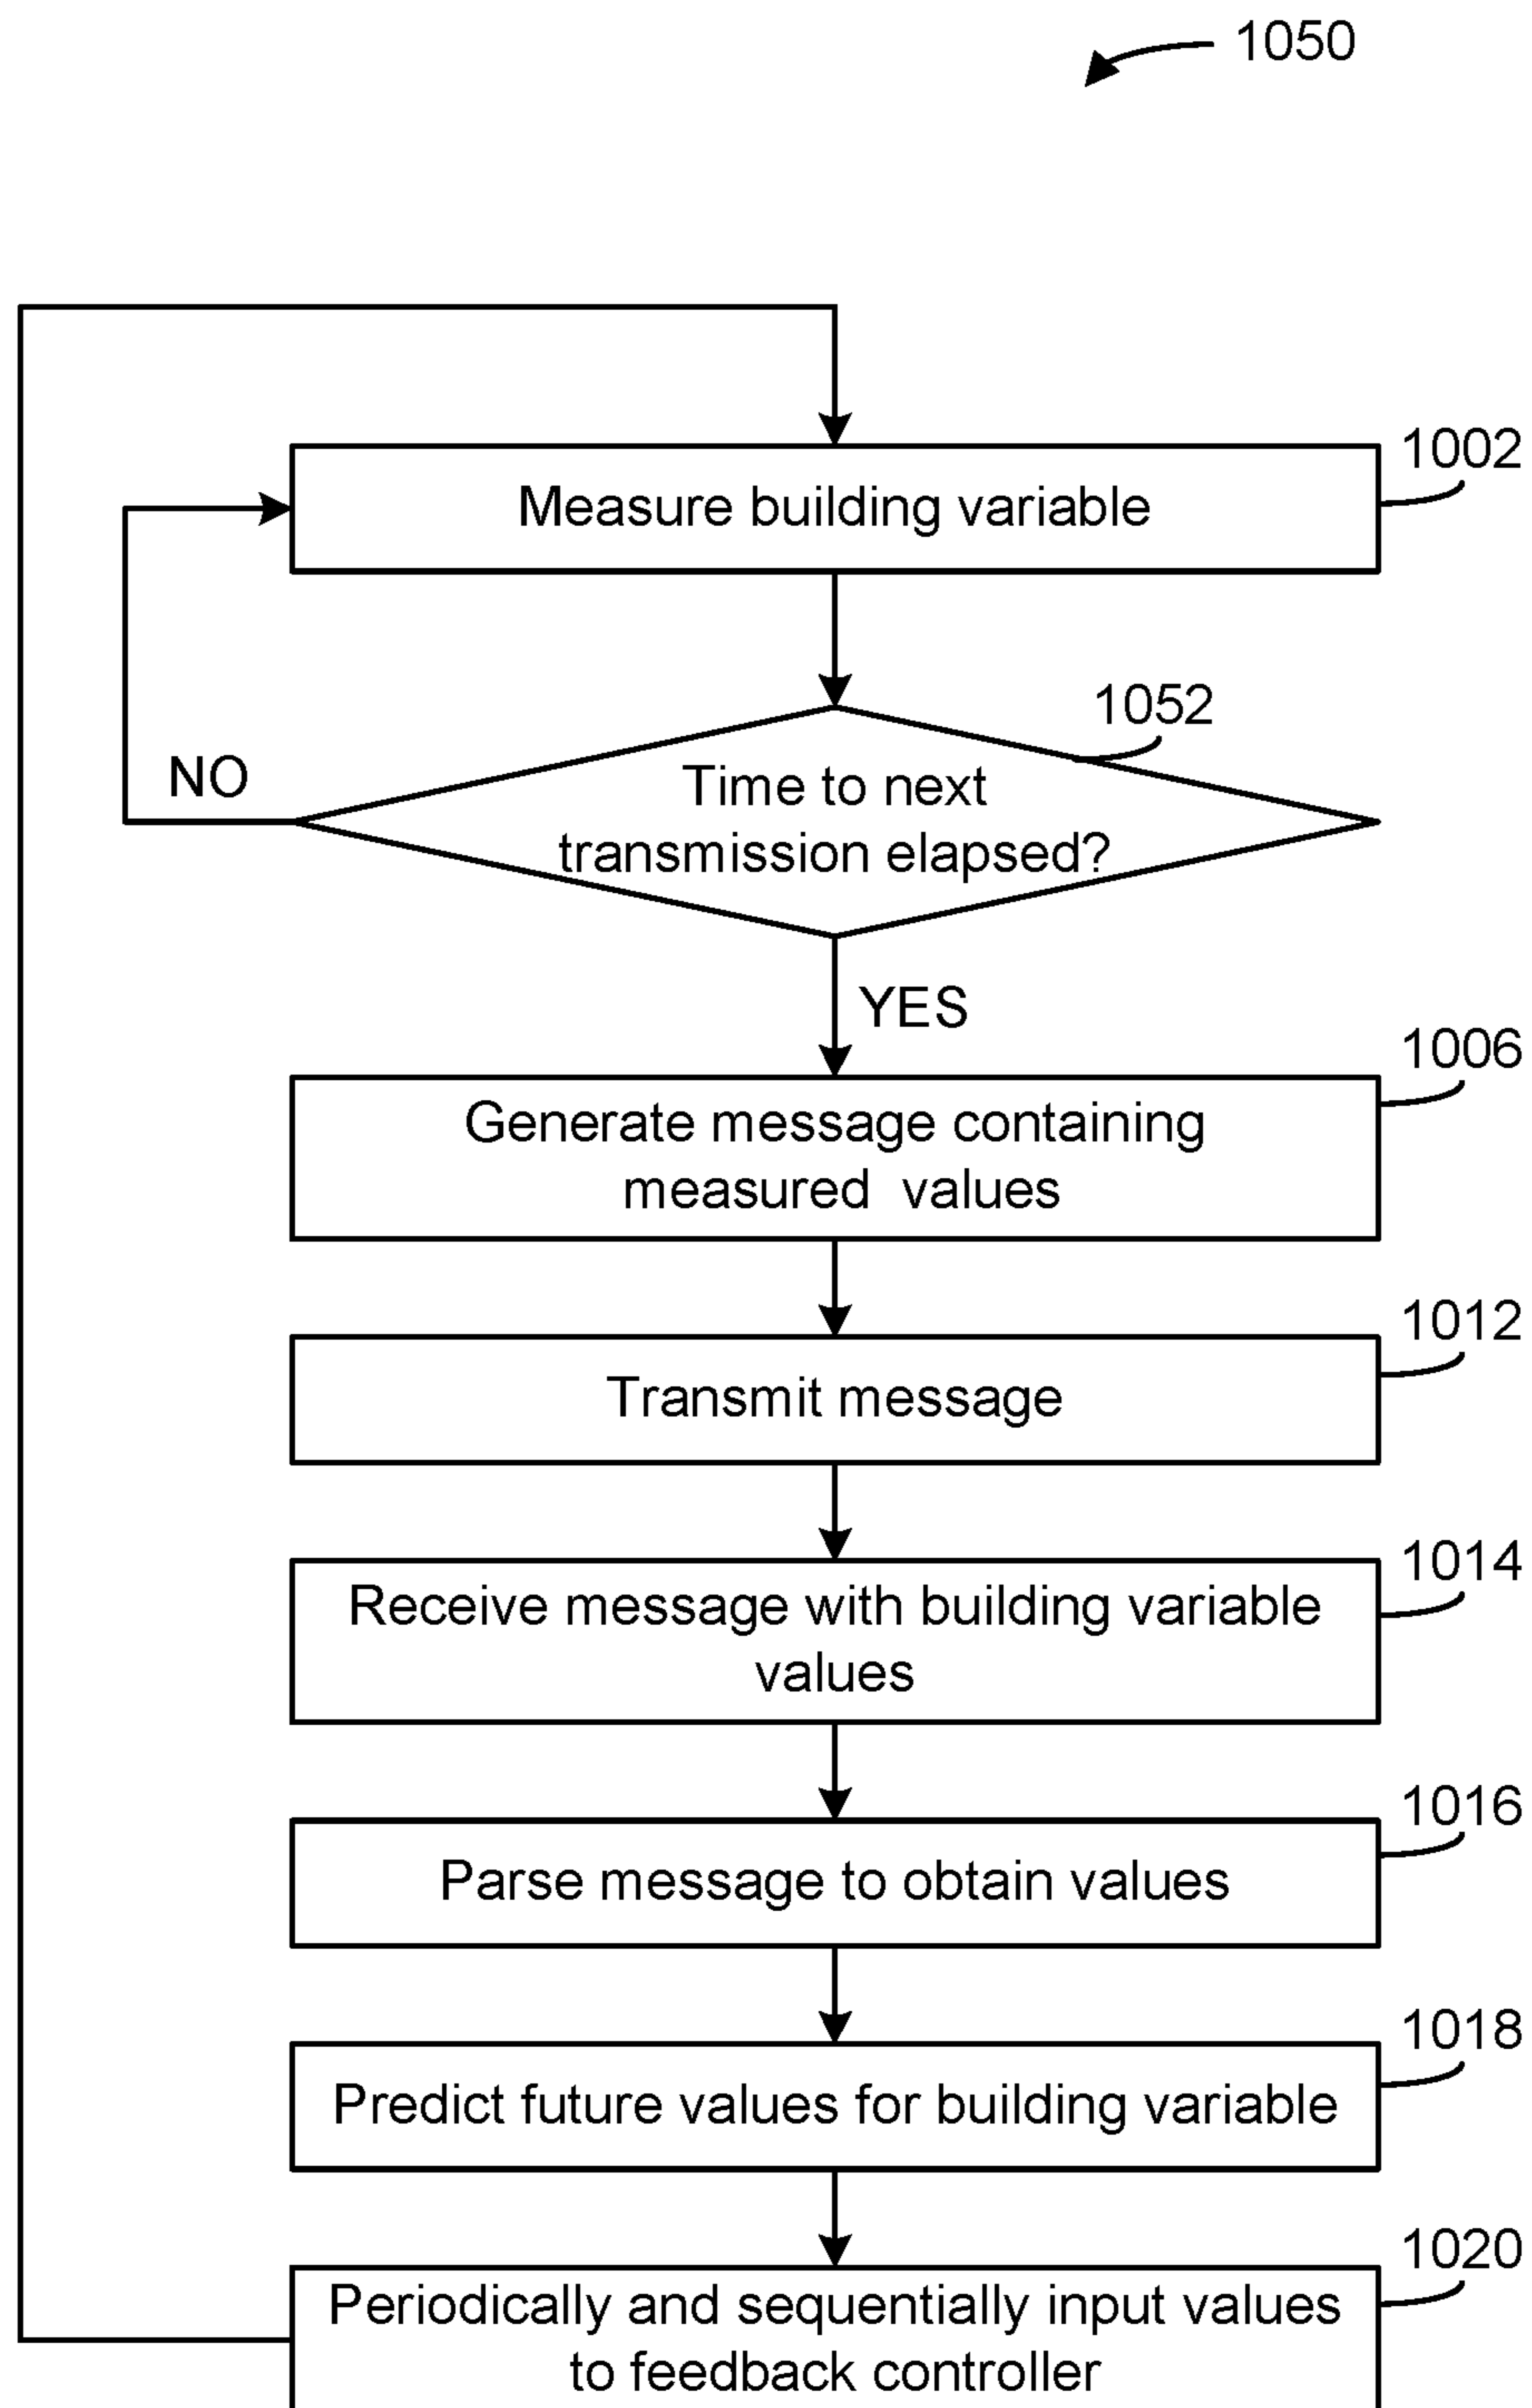 1050
1002
Measure building variable
1052
Time to next
transmission elapsed?
NO
YES
1006
Generate message containing
measured values
1012
Transmit message
1014
Receive message with building variable
values
1016
Parse message to obtain values
1018
Predict future values for building variable
1020
Periodically and sequentially input values
to feedback controller